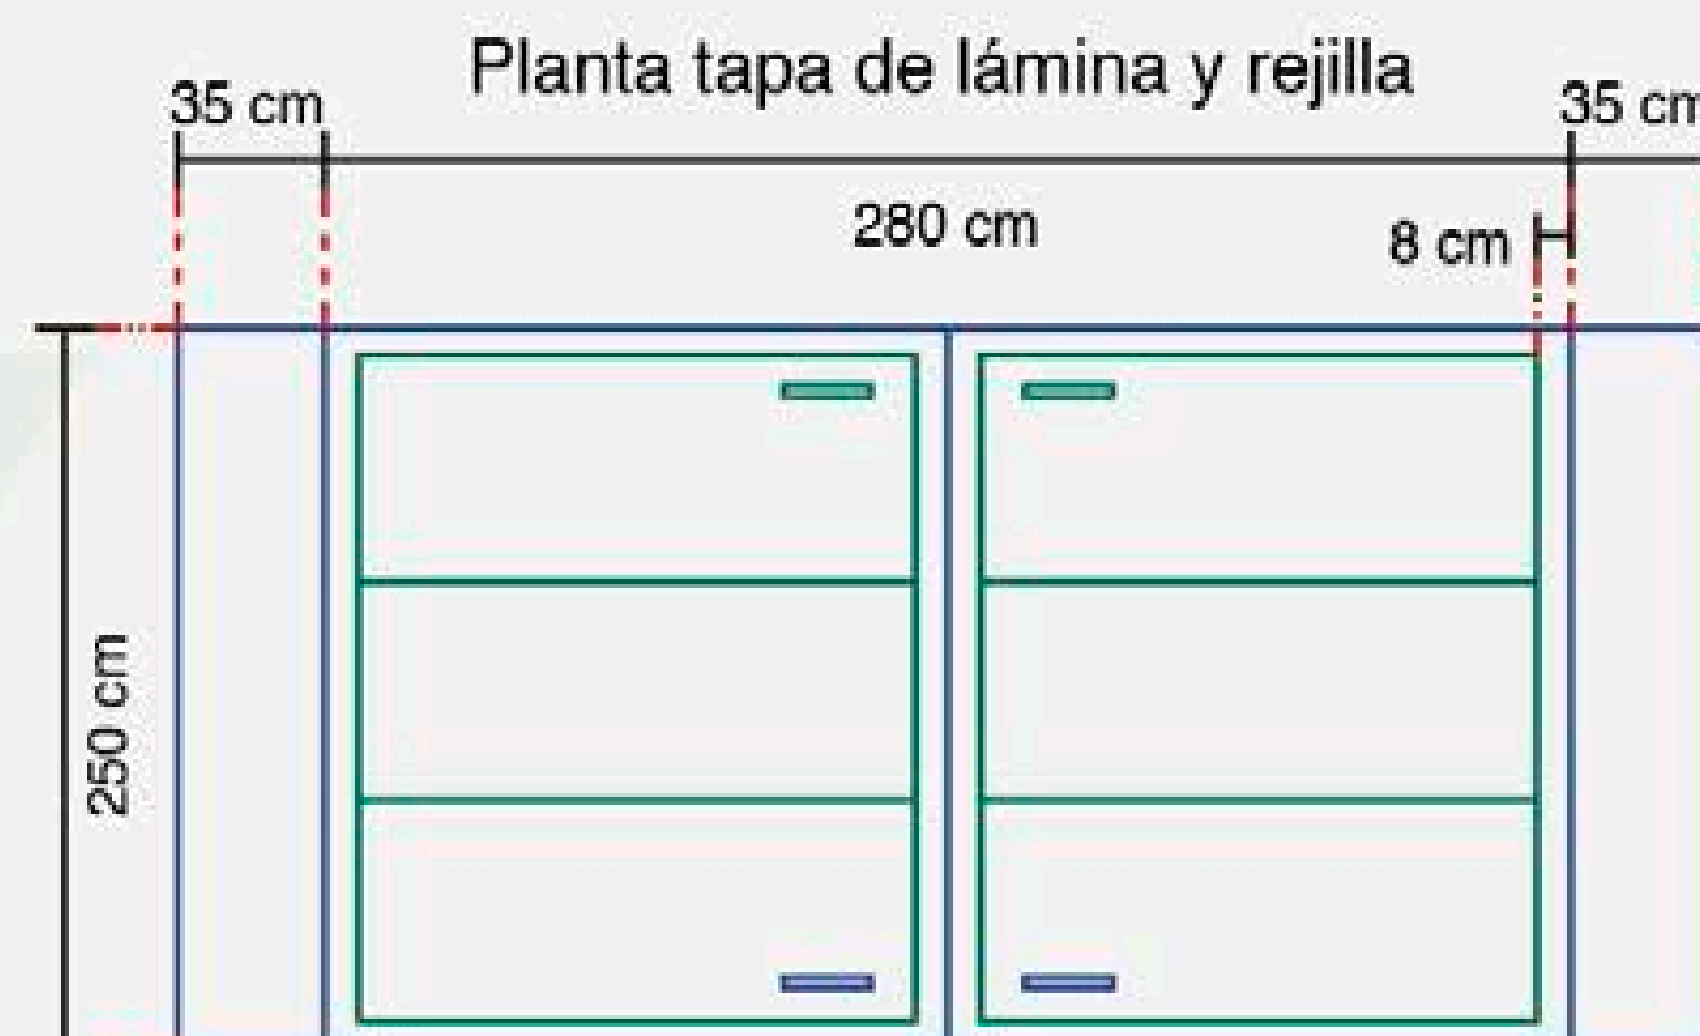 Planta tapa de lámina y rejilla
35 cm
35 cm
280 cm
8 cm
250 cm